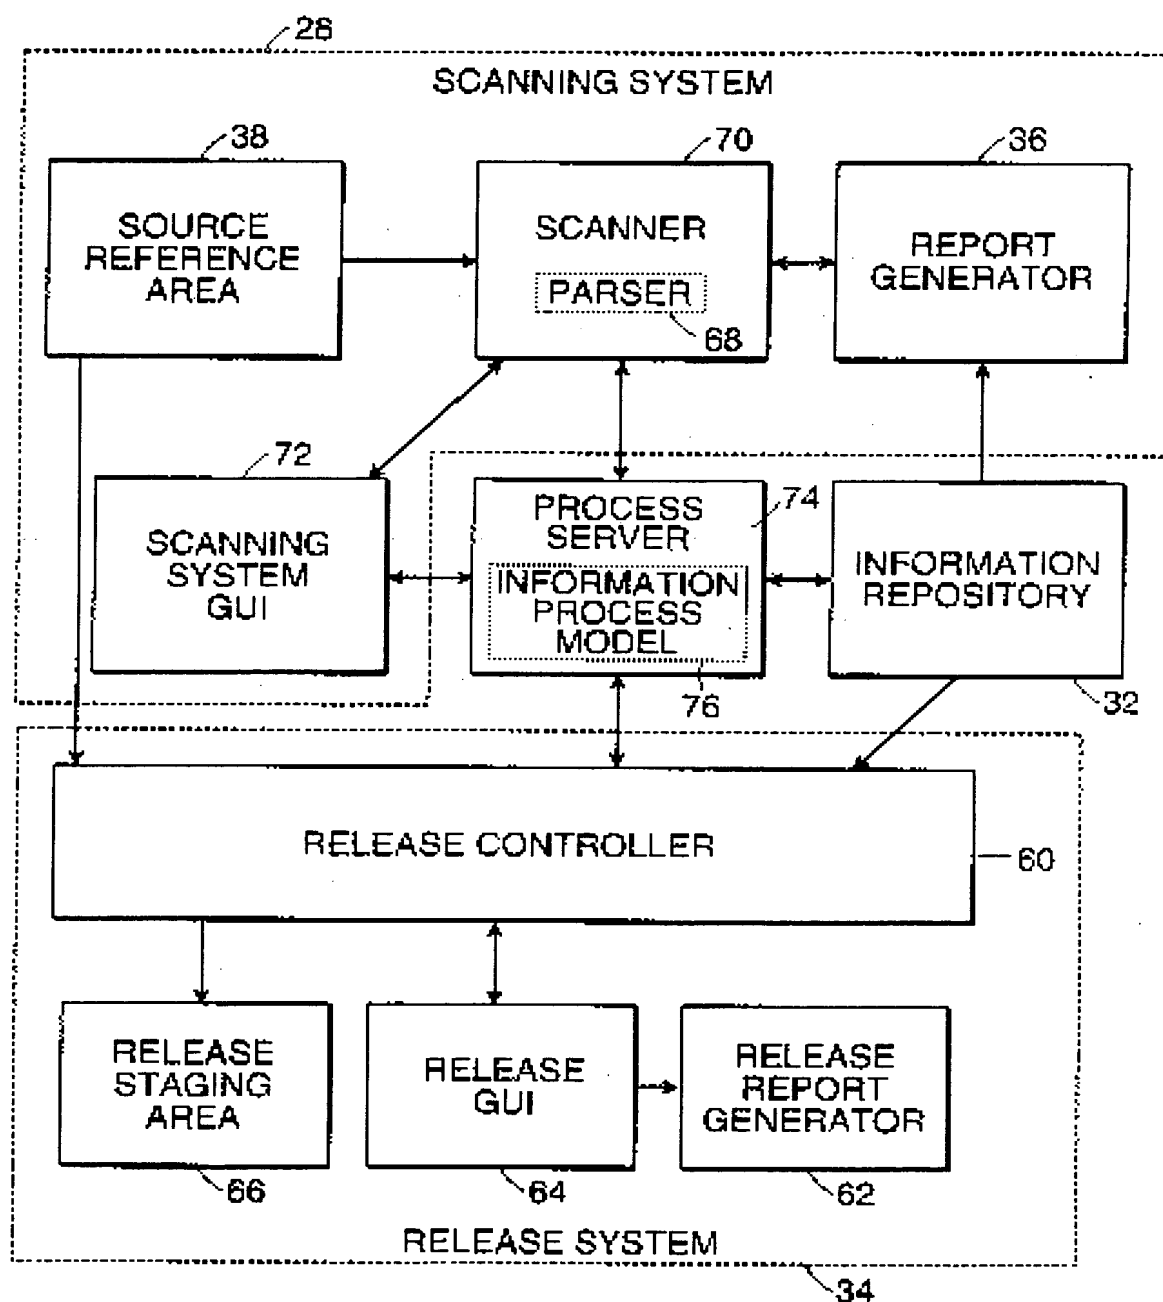 28
SCANNING SYSTEM
38
70
36
SOURCE
REFERENCE
AREA
SCANNER
PARSER
68
REPORT
GENERATOR
72
SCANNING
SYSTEM
GUI
PROCESS
SERVER
74
INFORMATION
PROCESS
MODEL
76
INFORMATION
REPOSITORY
32
RELEASE CONTROLLER
60
RELEASE
STAGING
AREA
66
RELEASE
GUI
64
RELEASE
REPORT
GENERATOR
62
RELEASE SYSTEM
34